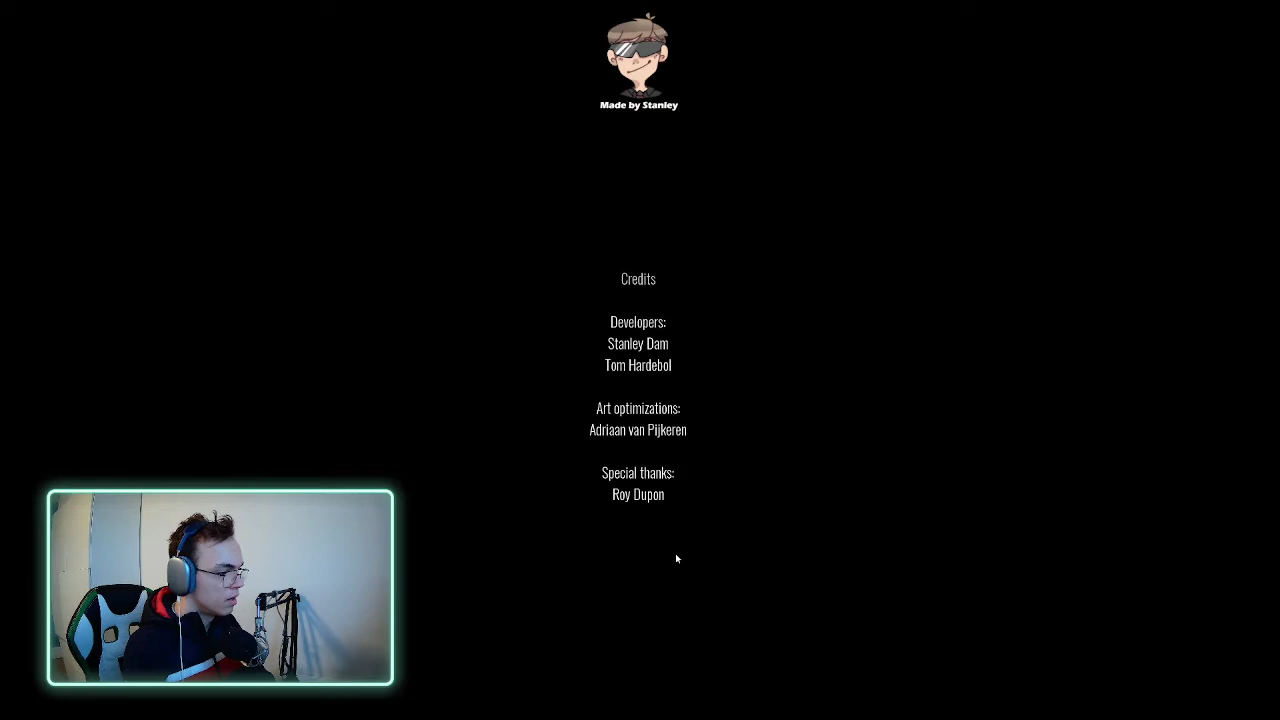 Made by Stanley
Credits
Developers:
Stanley Dam
Tom Hardebol
Art optimizations:
Adriaan van Pijkeren
Special thanks:
Roy Dupon